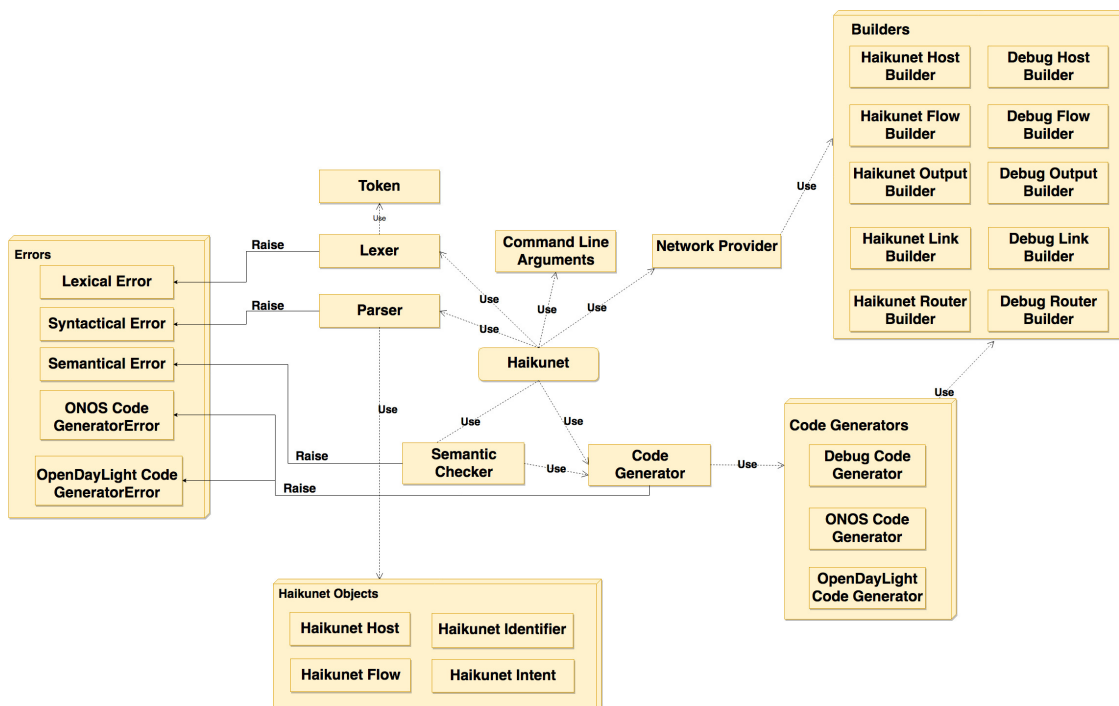 Builders
Haikunet Host
Builder
Debug Host
Builder
Haikunet Flow
Builder
Debug Flow
Builder
Haikunet Output
Builder
Debug Output
Builder
Haikunet Link
Builder
Debug Link
Builder
Haikunet Router
Builder
Debug Router
Builder
Use
Token
Use
Lexer
Command Line
Arguments
Network Provider
Raise
Errors
Lexical Error
Syntactical Error
Semantical Error
ONOS Code
GeneratorError
OpenDayLight Code
GeneratorError
Raise
Parser
Use
Use
Use
Use
Haikunet
Use
Use
Use
Use
Semantic
Checker
Raise
Use
Code
Generator
Use
Raise
Code Generators
Debug Code
Generator
ONOS Code
Generator
OpenDayLight
Code Generator
Haikunet Objects
Haikunet Host
Haikunet Identifier
Haikunet Flow
Haikunet Intent